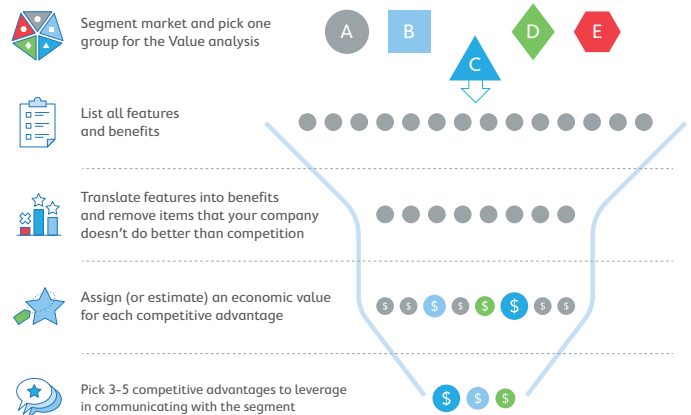 Segment market and pick one
group for the Value analysis
A B C D E
List all features
and benefits
Translate features into benefits
and remove items that your company
doesn't do better than competition
Assign (or estimate) an economic value
for each competitive advantage
$ $ $ $ $ $ $ $
Pick 3-5 competitive advantages to leverage
in communicating with the segment
$ $ $